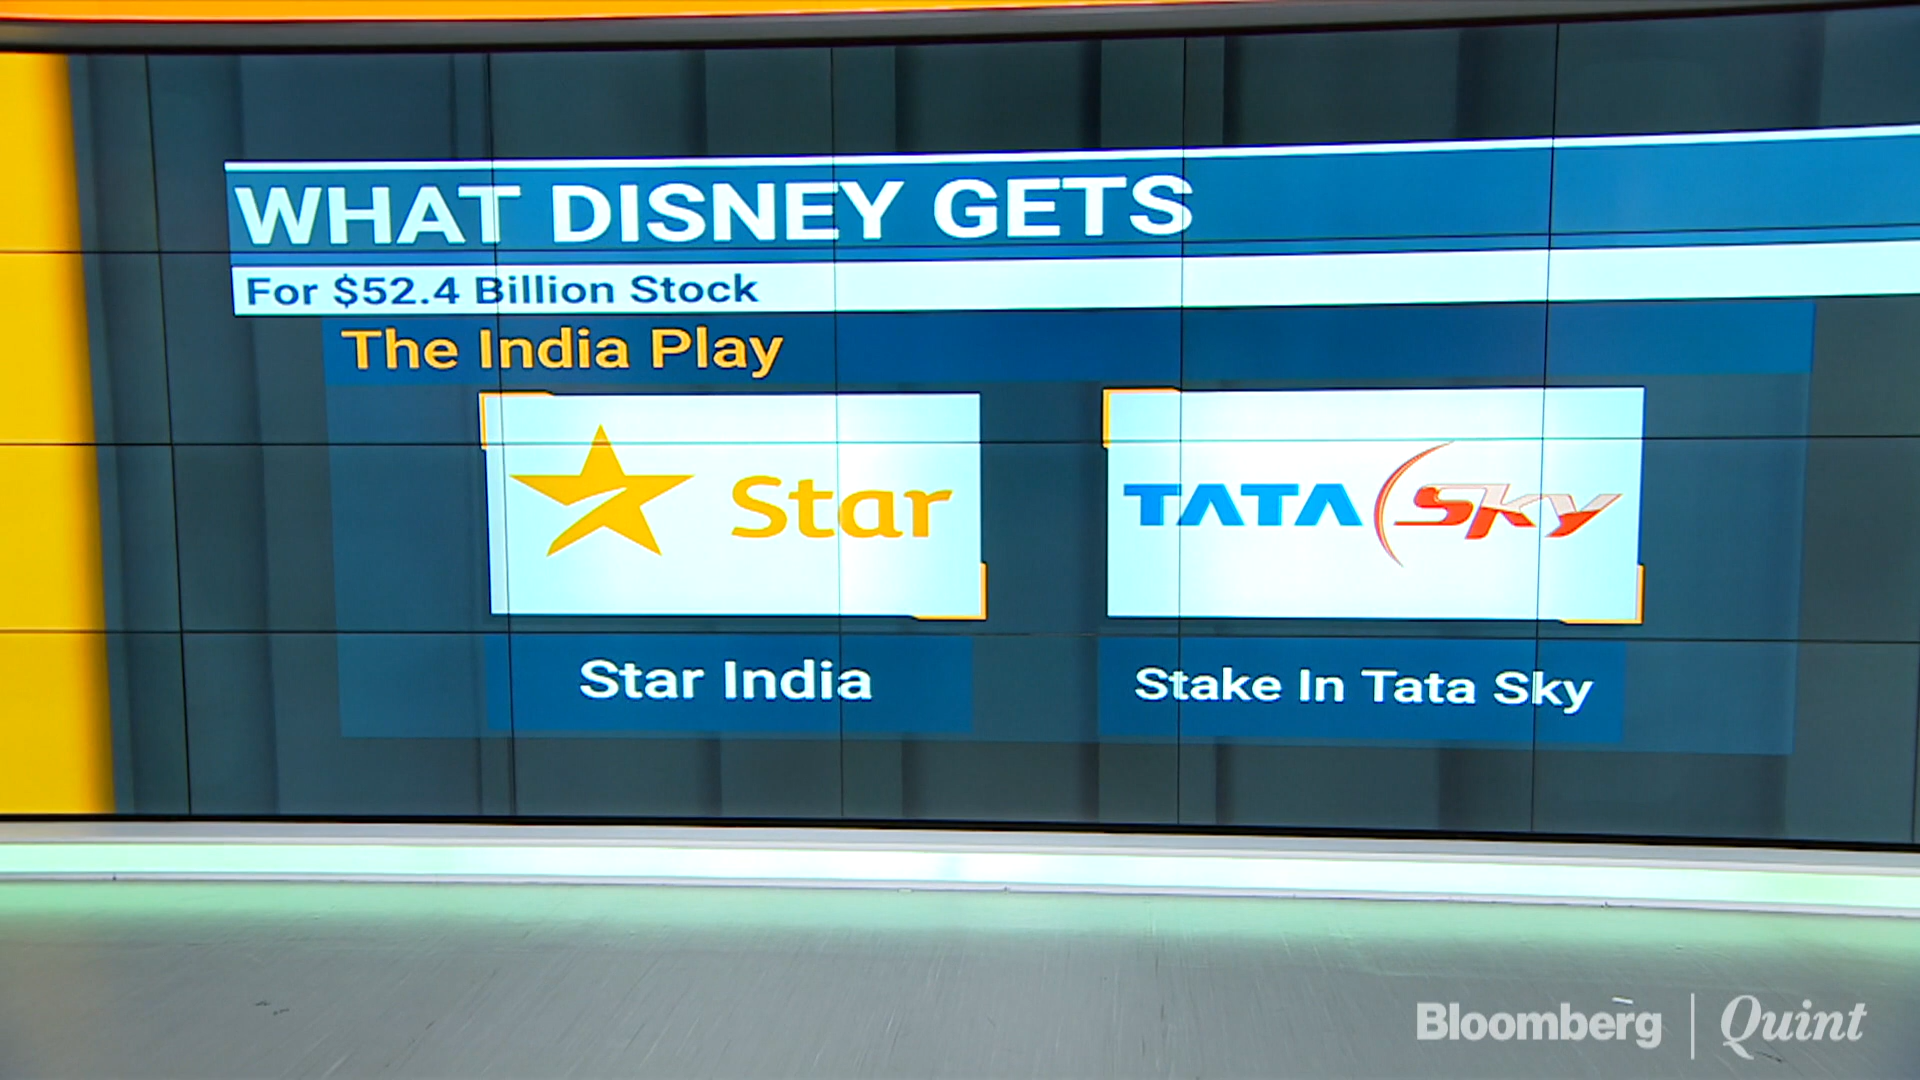 WHAT DISNEY GETS
For $52.4 Billion Stock
The India Play
Star
TATA Sky
Star India
Stake In Tata Sky
Bloomberg | Quint